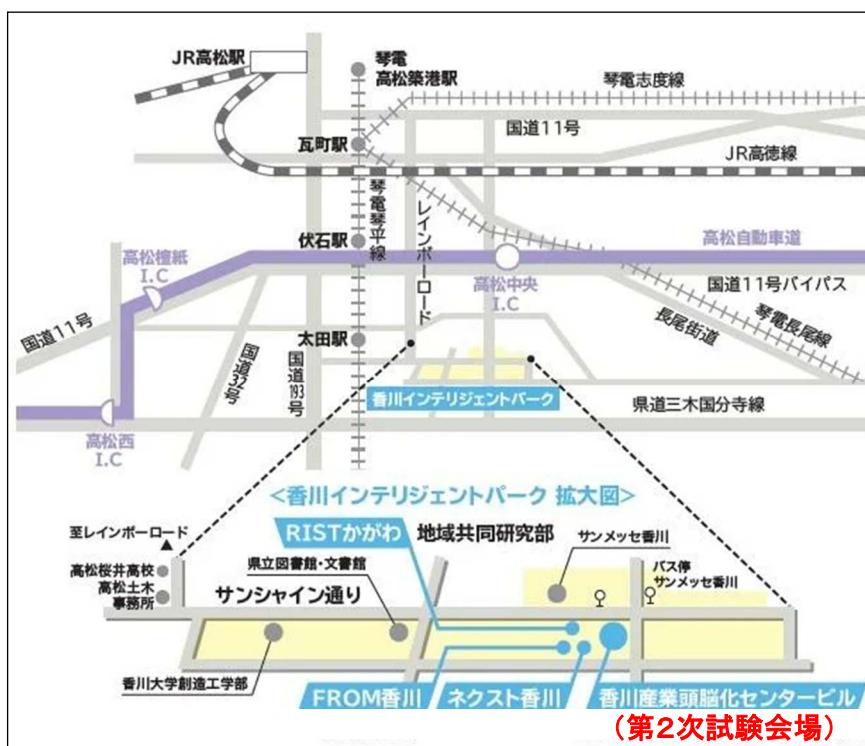 JR高松駅
琴電
高松築港駅
琴電志度線
国道11号
瓦町駅
JR高徳線
琴電琴平線
レインボーロード
伏石駅
高松自動車道
高松檀紙
I.C
高松中央
I.C
国道11号バイパス
国道11号
琴電長尾線
長尾街道
太田駅
国道32号
国道193号
香川インテリジェントパーク
県道三木国分寺線
高松西
I.C
<香川インテリジェントパーク 拡大図>
至レインボーロード
RISTかがわ
地域共同研究部
サンメッセ香川
高松桜井高校
県立図書館・文書館
バス停
サンメッセ香川
高松土木
事務所
サンシャイン通り
香川大学創造工学部
FROM香川
ネクスト香川
香川産業頭脳化センタービル
（第2次試験会場）